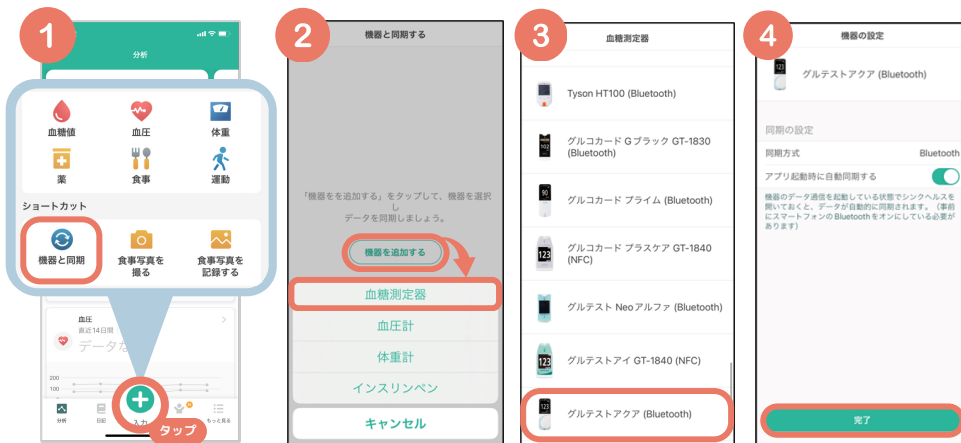 1
分析
血糖値
血圧
体重
薬
食事
運動
ショートカット
機器と同期
食事写真を
撮る
食事写真を
記録する
血圧
直近14日間
データな
200
100
分析
日記
入力
もっと見る
タップ
2
機器と同期する
「機器をを追加する」をタップして、機器を選択
し
データを同期しましょう。
機器を追加する
血糖測定器
血圧計
体重計
インスリンペン
キャンセル
3
血糖測定器
Tyson HT100 (Bluetooth)
グルコカード Gブラック GT-1830
(Bluetooth)
グルコカード プライム (Bluetooth)
グルコカード プラスケア GT-1840
(NFC)
グルテスト Neoアルファ (Bluetooth)
グルテストアイ GT-1840 (NFC)
グルテストアクア (Bluetooth)
4
機器の設定
グルテストアクア (Bluetooth)
同期の設定
同期方式
Bluetooth
アプリ起動時に自動同期する
機器のデータ通信を起動している状態でシンクヘルスを
開いておくと、データが自動的に同期されます。（事前
にスマートフォンのBluetoothをオンにしている必要が
あります）
完了